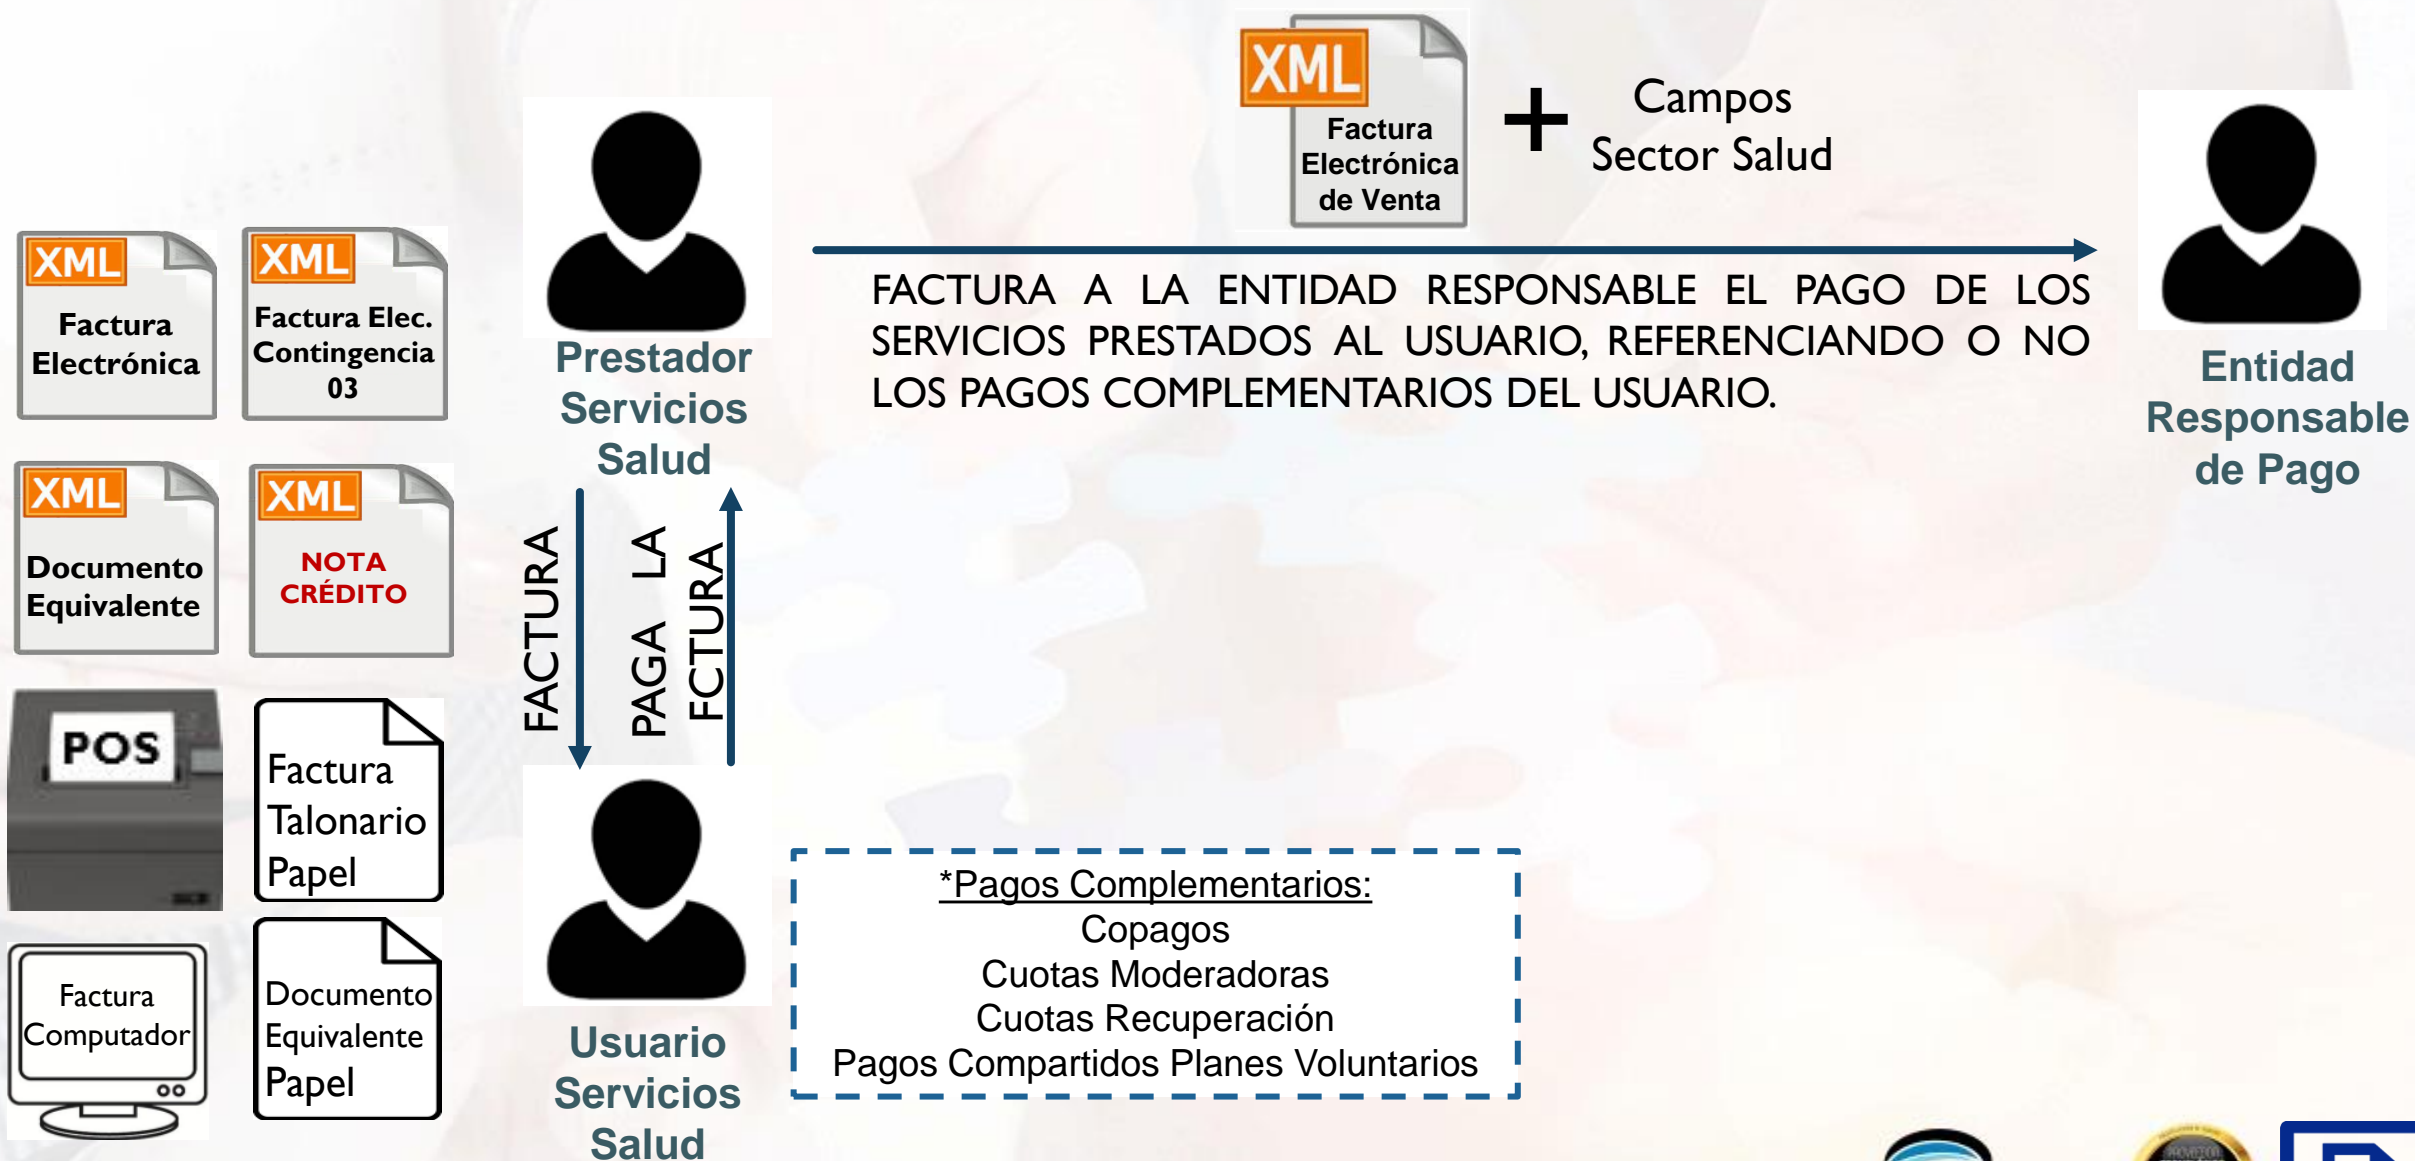 XML
Factura
Electrónica
de Venta
+
Campos
Sector Salud
XML
Factura
Electrónica
XML
Factura Elec.
Contingencia
03
XML
Documento
Equivalente
XML
NOTA
CRÉDITO
POS
Factura
Talonario
Papel
Factura
Computador
Documento
Equivalente
Papel
Prestador
Servicios
Salud
FACTURA A LA ENTIDAD RESPONSABLE EL PAGO DE LOS
SERVICIOS PRESTADOS AL USUARIO, REFERENCIANDO O NO
LOS PAGOS COMPLEMENTARIOS DEL USUARIO.
Entidad
Responsable
de Pago
FACTURA
PAGA LA
FCTURA
Usuario
Servicios
Salud
*Pagos Complementarios:
Copagos
Cuotas Moderadoras
Cuotas Recuperación
Pagos Compartidos Planes Voluntarios